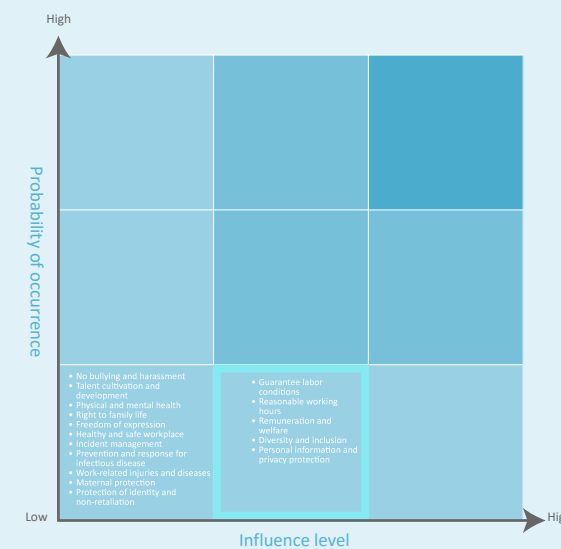 High
Probability of occurrence
• No bullying and harassment
• Talent cultivation and
development
• Physical and mental health
• Right to family life
• Freedom of expression
• Healthy and safe workplace
• Incident management
• Prevention and response for
infectious disease
• Work-related injuries and diseases
• Maternal protection
• Protection of identity and
non-retaliation
• Guarantee labor
conditions
• Reasonable working
hours
• Remuneration and
welfare
• Diversity and inclusion
• Personal information and
privacy protection
Low
Influence level